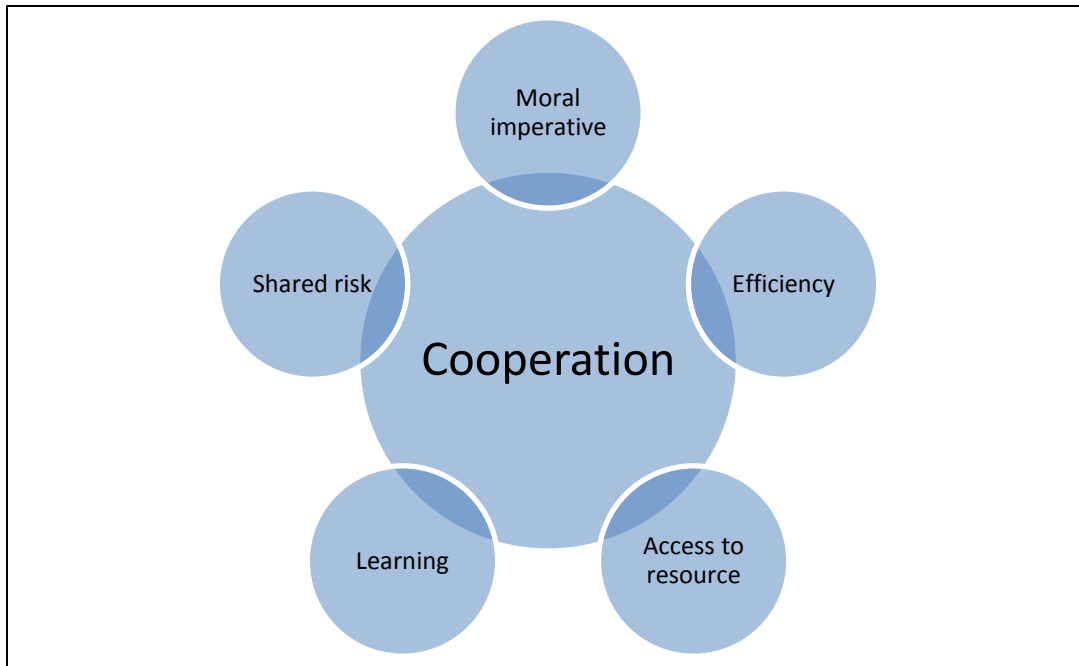 Moral
imperative
Shared risk
Efficiency
Cooperation
Learning
Access to
resource